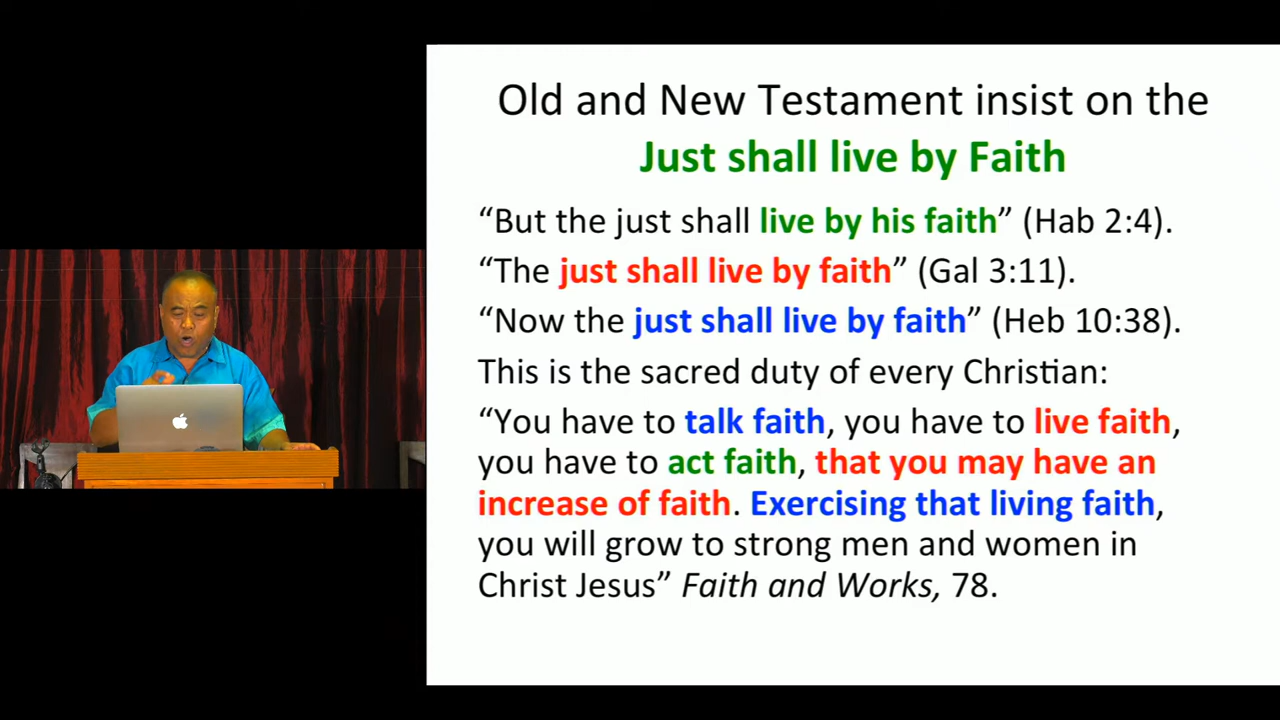 Old and New Testament insist on the
Just shall live by Faith
“But the just shall live by his faith” (Hab 2:4).
“The just shall live by faith” (Gal 3:11).
“Now the just shall live by faith” (Heb 10:38).
This is the sacred duty of every Christian:
“You have to talk faith, you have to live faith,
you have to act faith, that you may have an
increase of faith. Exercising that living faith,
you will grow to strong men and women in
Christ Jesus” Faith and Works, 78.